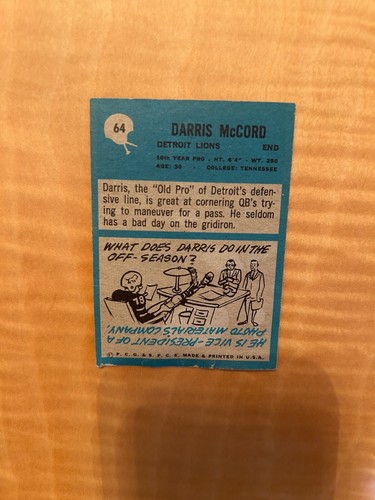 64
DARRIS McCORD
DETROIT LIONS END
10th YEAR PRO - HT. 6'4" - WT. 250
AGE: 30 - COLLEGE: TENNESSEE
Darris, the "Old Pro" of Detroit's defen-
sive line, is great at cornering QB's try-
ing to maneuver for a pass. He seldom
has a bad day on the gridiron.
WHAT DOES DARRIS DO IN THE
OFF-SEASON?
78
HE IS VICE-PRESIDENT OF A
PHOTO MATERIALS COMPANY.
© P. C. G. & S. P. C. E. MADE & PRINTED IN U.S.A.